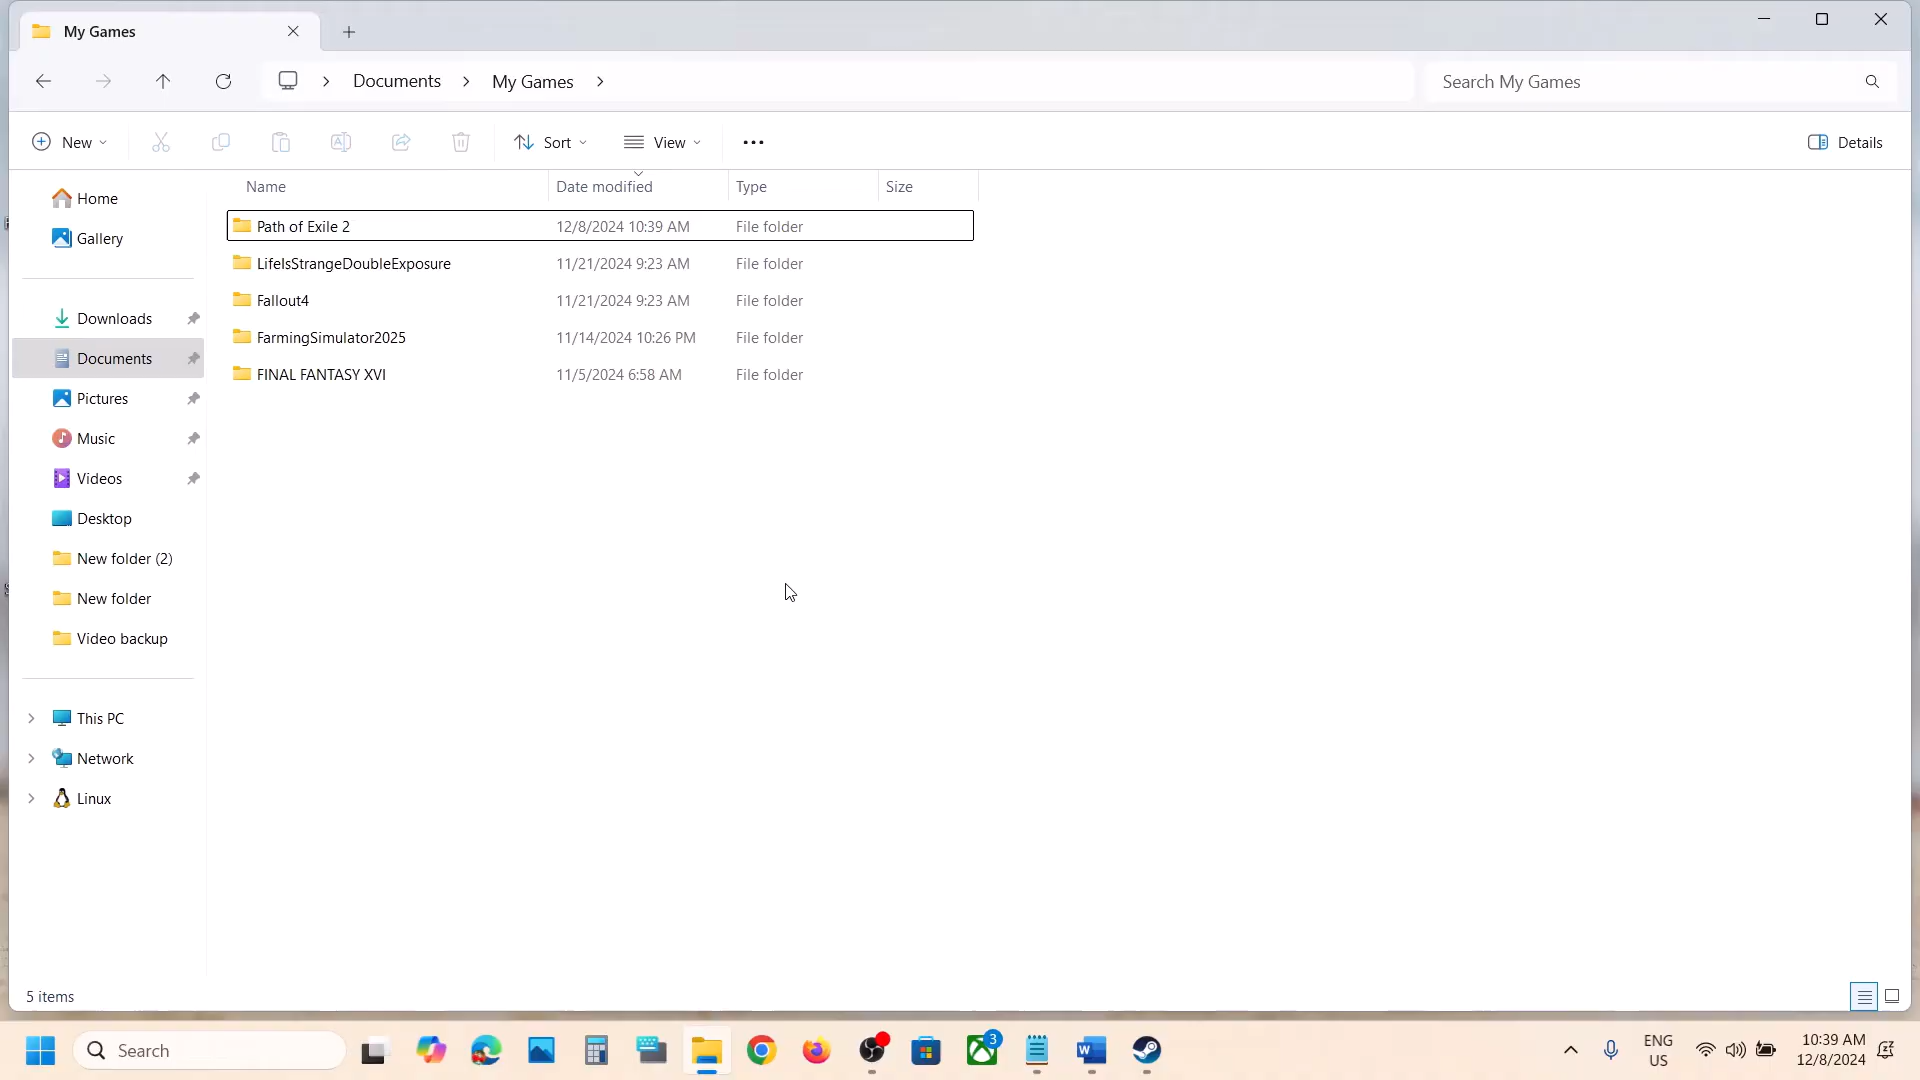 My Games
Documents
My Games
Search My Games
New
Sort
View
Details
Name
Date modified
Type
Size
Path of Exile 2
12/8/2024 10:39 AM
File folder
LifeIsStrangeDoubleExposure
11/21/2024 9:23 AM
File folder
Fallout4
11/21/2024 9:23 AM
File folder
FarmingSimulator2025
11/14/2024 10:26 PM
File folder
FINAL FANTASY XVI
11/5/2024 6:58 AM
File folder
Home
Gallery
Downloads
Documents
Pictures
Music
Videos
Desktop
New folder (2)
New folder
Video backup
This PC
Network
Linux
5 items
Search
3
ENG
US
10:39 AM
12/8/2024